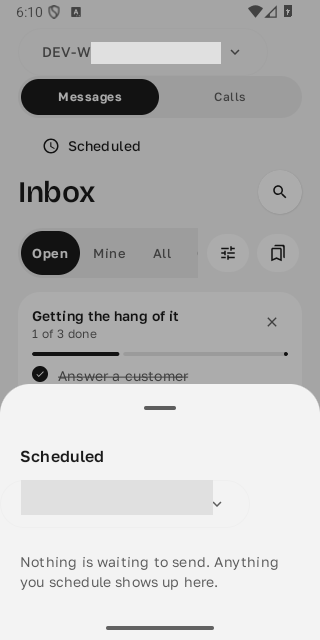 6:10
DEV-W
Messages
Calls
Scheduled
Inbox
Open
Mine
All
Getting the hang of it
1 of 3 done
Answer a customer
Scheduled
Nothing is waiting to send. Anything
you schedule shows up here.